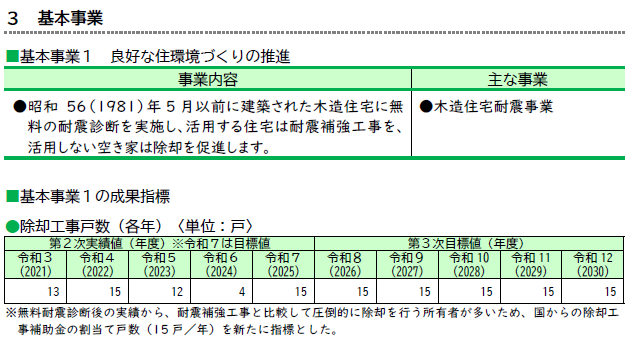 3 基本事業
■基本事業1 良好な住環境づくりの推進
事業内容 主な事業
●昭和 56(1981)年5月以前に建築された木造住宅に無 ●木造住宅耐震事業
料の耐震診断を実施し、活用する住宅は耐震補強工事を、
活用しない空き家は除却を促進します。
■基本事業1の成果指標
●除却工事戸数(各年)〈単位:戸〉
第2次実績値(年度)※令和7は目標値 第3次目標値(年度)
令和3 令和4 令和5 令和6 令和7 令和8 令和9 令和10 令和11 令和12
(2021) (2022) (2023) (2024) (2025) (2026) (2027) (2028) (2029) (2030)
13 15 12 4 15 15 15 15 15 15
※無料耐震診断後の実績から、耐震補強工事と比較して圧倒的に除却を行う所有者が多いため、国からの除却工
事補助金の割当て戸数(15戸/年)を新たに指標とした。